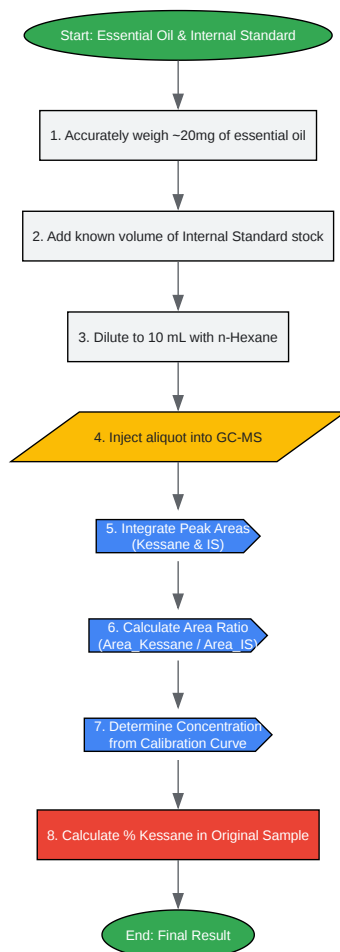 Start: Essential Oil & Internal Standard
1. Accurately weigh ~20mg of essential oil
2. Add known volume of Internal Standard stock
3. Dilute to 10 mL with n-Hexane
4. Inject aliquot into GC-MS
5. Integrate Peak Areas
(Kessane & IS)
6. Calculate Area Ratio
(Area_Kessane / Area_IS)
7. Determine Concentration
from Calibration Curve
8. Calculate % Kessane in Original Sample
End: Final Result